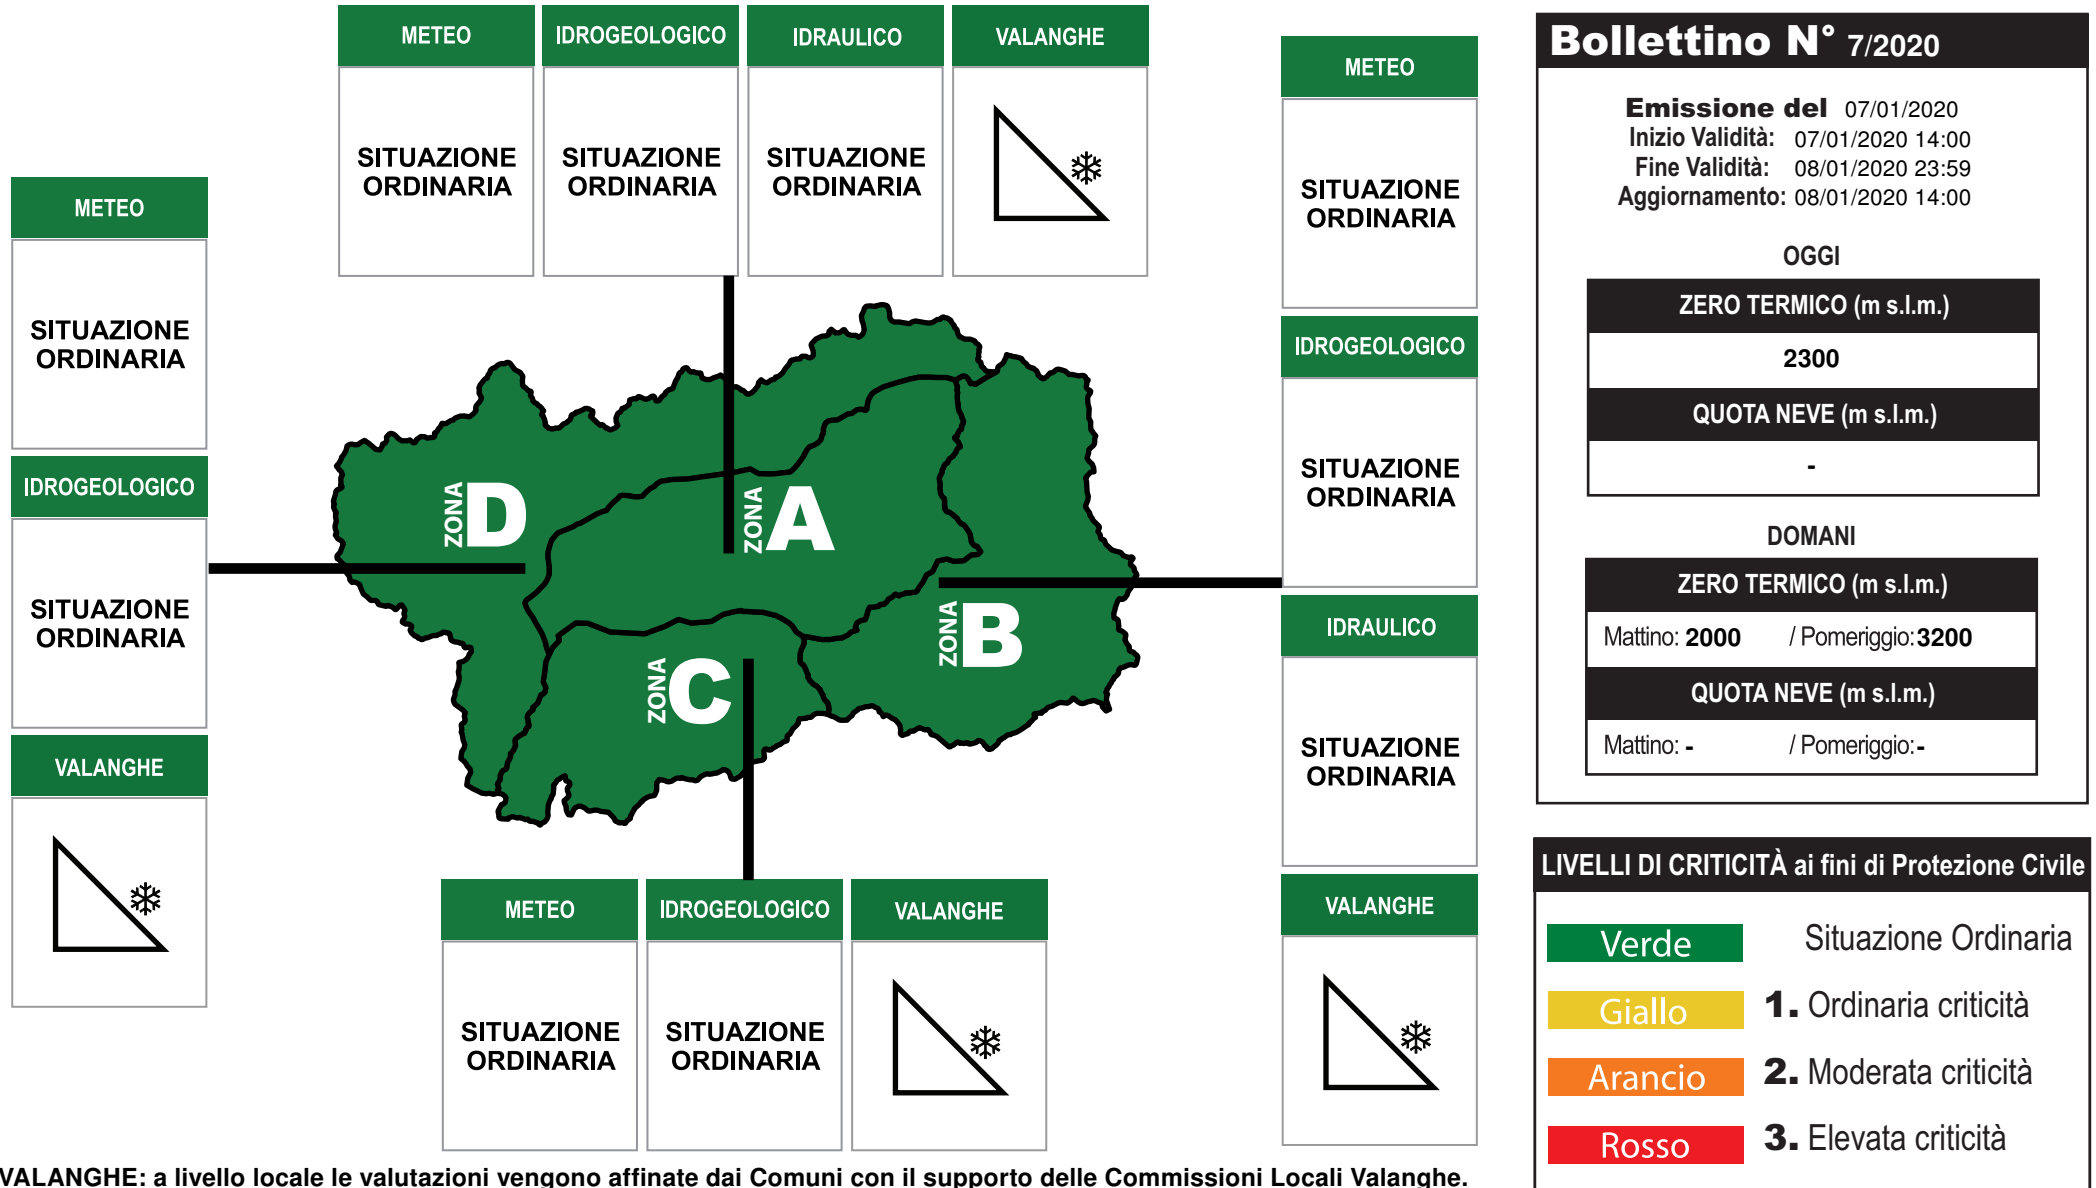 METEO IDROGEOLOGICO IDRAULICO VALANGHE
SITUAZIONE ORDINARIA
SITUAZIONE ORDINARIA
SITUAZIONE ORDINARIA
METEO
SITUAZIONE
ORDINARIA
IDROGEOLOGICO
SITUAZIONE
ORDINARIA
VALANGHE
ZONA D
ZONA A
ZONA B
ZONA C
METEO
SITUAZIONE
ORDINARIA
IDROGEOLOGICO
SITUAZIONE
ORDINARIA
IDRAULICO
SITUAZIONE
ORDINARIA
VALANGHE
METEO IDROGEOLOGICO VALANGHE
SITUAZIONE ORDINARIA
SITUAZIONE ORDINARIA
VALANGHE: a livello locale le valutazioni vengono affinate dai Comuni con il supporto delle Commissioni Locali Valanghe.
Bollettino N° 7/2020
Emissione del 07/01/2020
Inizio Validità: 07/01/2020 14:00
Fine Validità: 08/01/2020 23:59
Aggiornamento: 08/01/2020 14:00
OGGI
ZERO TERMICO (m s.l.m.)
2300
QUOTA NEVE (m s.l.m.)
-
DOMANI
ZERO TERMICO (m s.l.m.)
Mattino: 2000 / Pomeriggio: 3200
QUOTA NEVE (m s.l.m.)
Mattino: - / Pomeriggio: -
LIVELLI DI CRITICITÀ ai fini di Protezione Civile
Verde Situazione Ordinaria
Giallo 1. Ordinaria criticità
Arancio 2. Moderata criticità
Rosso 3. Elevata criticità